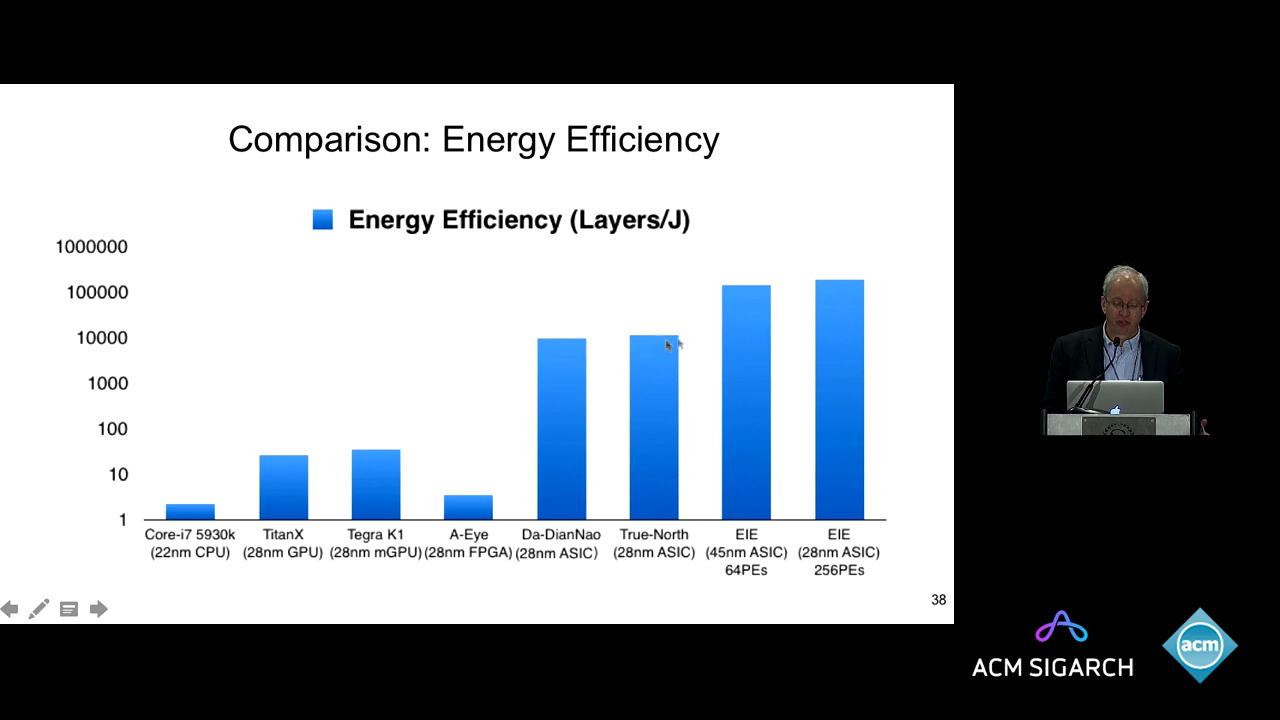 Comparison: Energy Efficiency
Energy Efficiency (Layers/J)
1000000
100000
10000
1000
100
10
1
Core-i7 5930k
(22nm CPU)
TitanX
(28nm GPU)
Tegra K1
(28nm mGPU)
A-Eye
(28nm FPGA)
Da-DianNao
(28nm ASIC)
True-North
(28nm ASIC)
EIE
(45nm ASIC)
64PEs
EIE
(28nm ASIC)
256PEs
38
ACM SIGARCH
acm